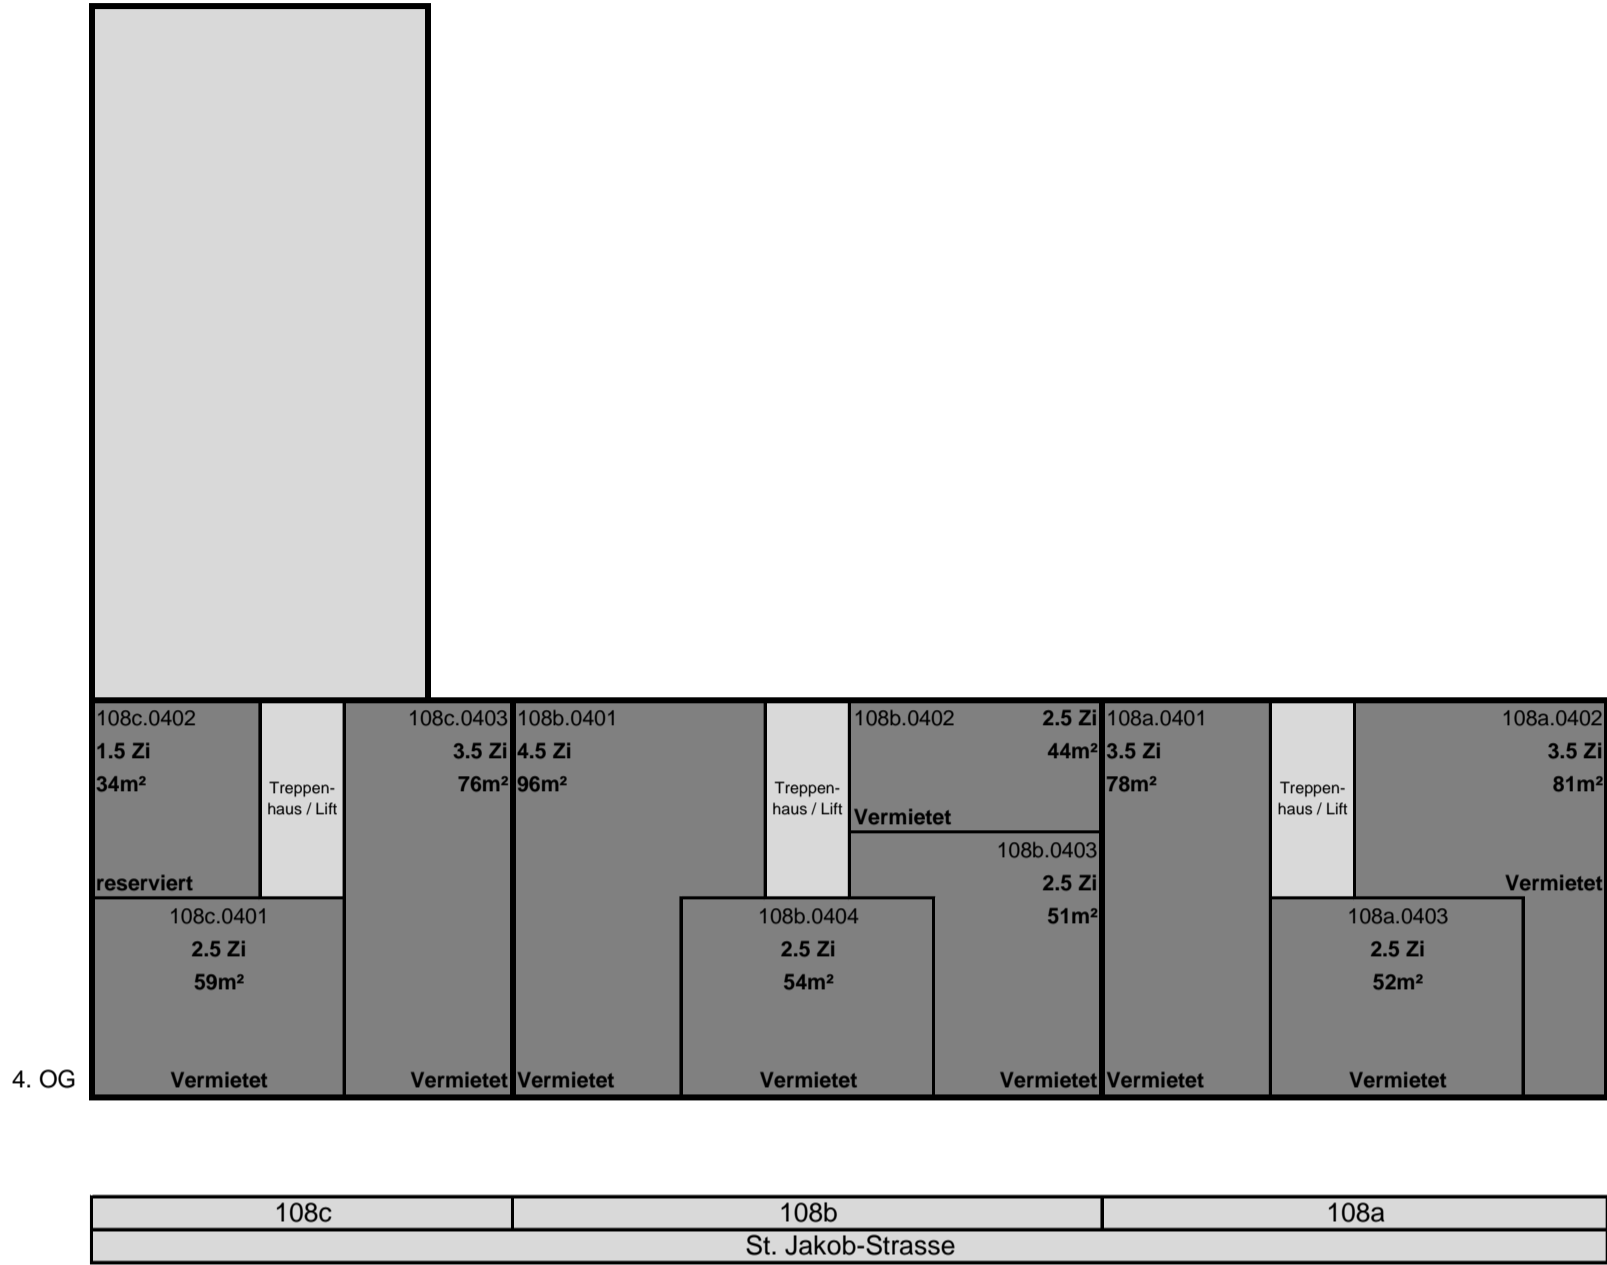 108c.0402
1.5 Zi
34m²
reserviert
Treppen-
haus / Lift
108c.0403
3.5 Zi
76m²
Vermietet
108c.0401
2.5 Zi
59m²
Vermietet
108b.0401
4.5 Zi
96m²
Vermietet
Treppen-
haus / Lift
108b.0402 2.5 Zi
44m²
Vermietet
108b.0403
2.5 Zi
51m²
Vermietet
108b.0404
2.5 Zi
54m²
Vermietet
108a.0401
3.5 Zi
78m²
Vermietet
Treppen-
haus / Lift
108a.0402
3.5 Zi
81m²
Vermietet
108a.0403
2.5 Zi
52m²
Vermietet
4. OG
108c 108b 108a
St. Jakob-Strasse